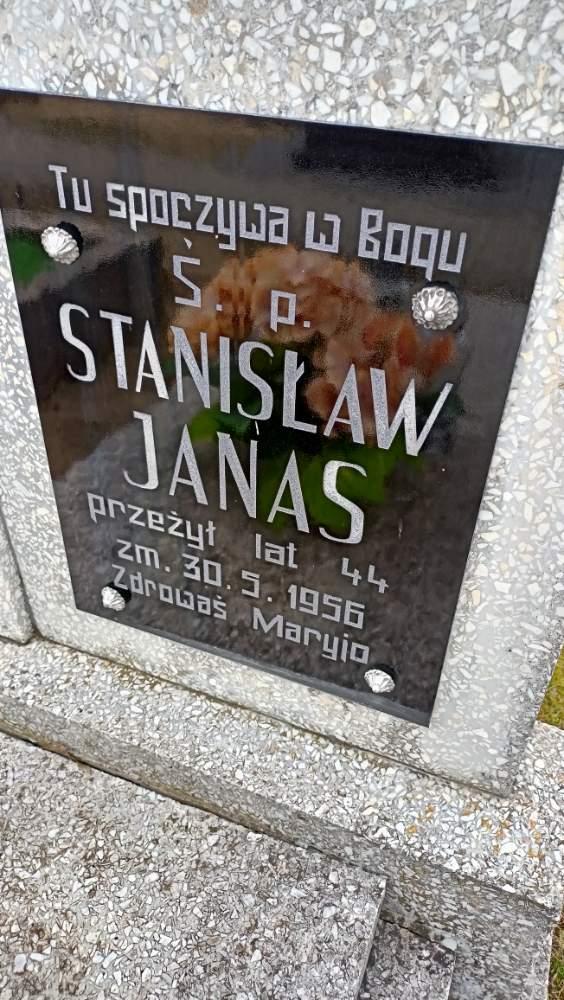 Tu spoczywa w Bogu
Ś. p.
STANISŁAW
JANAS
przeżył lat 44
zm. 30. 5. 1956
Zdrowaś Maryjo